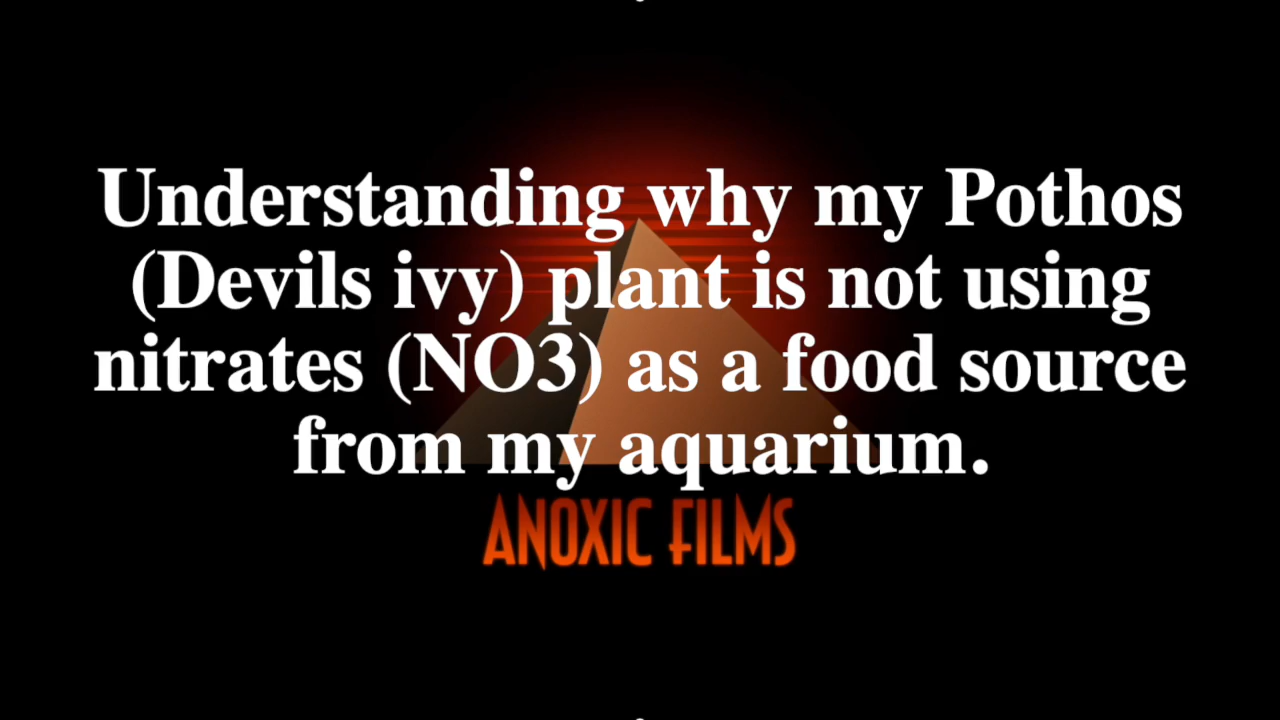 Understanding why my Pothos
(Devils ivy) plant is not using
nitrates (NO3) as a food source
from my aquarium.
ANOXIC FILMS